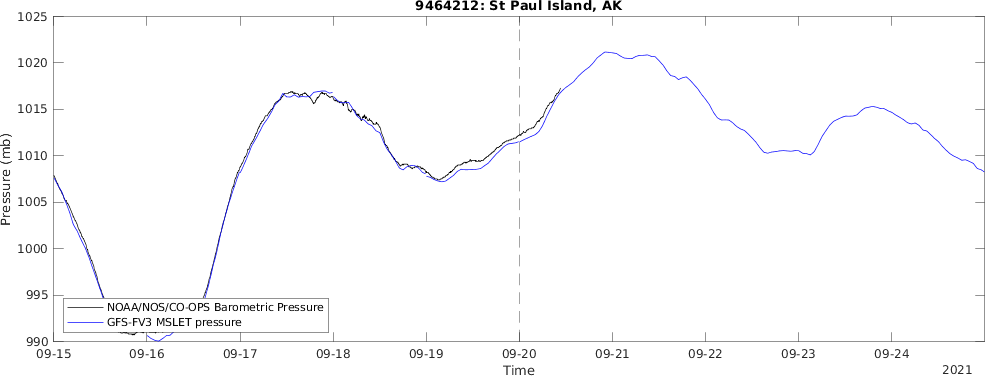 9464212: St Paul Island, AK
1025
1020
1015
1010
1005
1000
995
990
Pressure (mb)
NOAA/NOS/CO-OPS Barometric Pressure
GFS-FV3 MSLET pressure
09-15 09-16 09-17 09-18 09-19 09-20 09-21 09-22 09-23 09-24
Time
2021